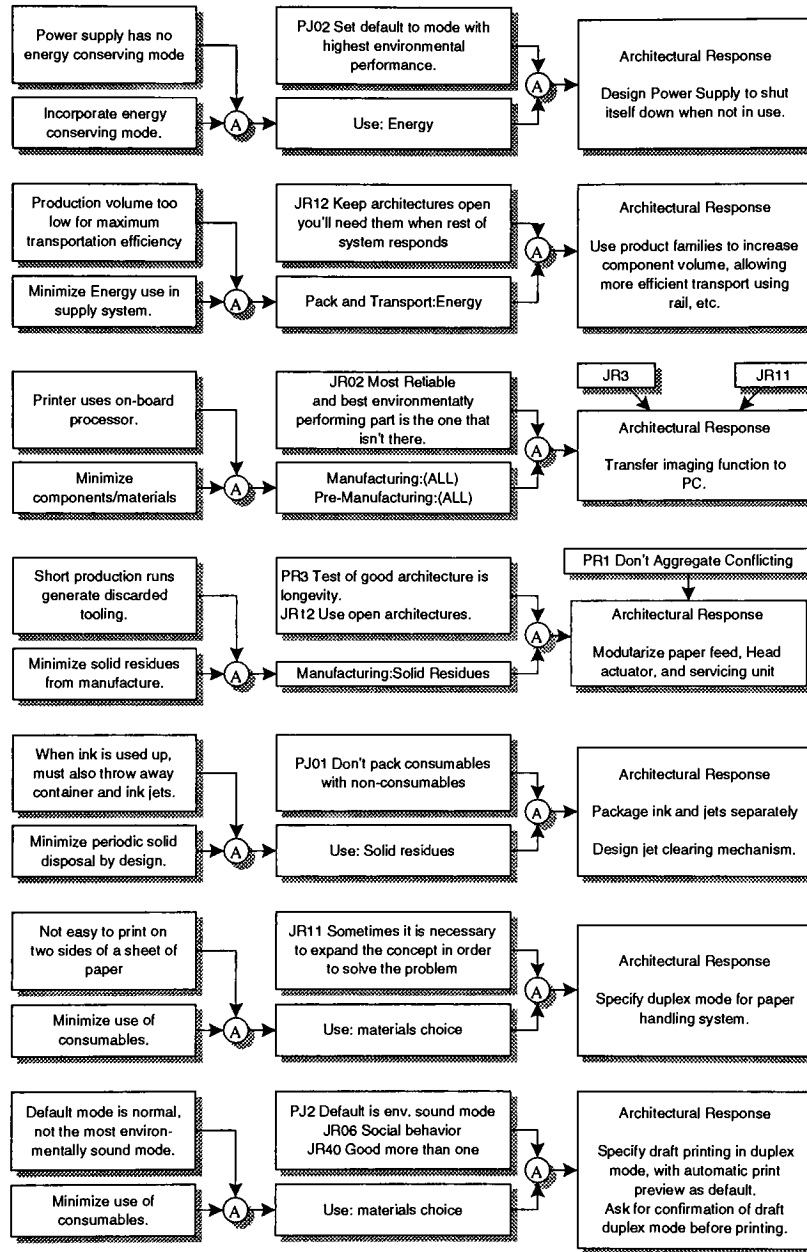 Power supply has no
energy conserving mode
PJ02 Set default to mode with
highest environmental
performance.
A
Architectural Response
Design Power Supply to shut
itself down when not in use.
Incorporate energy
conserving mode.
A
Use: Energy
Production volume too
low for maximum
transportation efficiency
JR12 Keep architectures open
you'll need them when rest of
system responds
A
Architectural Response
Use product families to increase
component volume, allowing
more efficient transport using
rail, etc.
Minimize Energy use in
supply system.
A
Pack and Transport:Energy
JR3
JR11
Printer uses on-board
processor.
JR02 Most Reliable
and best environmentatly
performing part is the one that
isn't there.
A
Architectural Response
Transfer imaging function to
PC.
Minimize
components/materials
A
Manufacturing:(ALL)
Pre-Manufacturing:(ALL)
PR1 Don't Aggregate Conflicting
Short production runs
generate discarded
tooling.
PR3 Test of good architecture is
longevity.
JR12 Use open architectures.
A
Architectural Response
Modularize paper feed, Head
actuator, and servicing unit
Minimize solid residues
from manufacture.
A
Manufacturing:Solid Residues
When ink is used up,
must also throw away
container and ink jets.
PJ01 Don't pack consumables
with non-consumables
A
Architectural Response
Package ink and jets separately
Design jet clearing mechanism.
Minimize periodic solid
disposal by design.
A
Use: Solid residues
Not easy to print on
two sides of a sheet of
paper
JR11 Sometimes it is necessary
to expand the concept in order
to solve the problem
A
Architectural Response
Specify duplex mode for paper
handling system.
Minimize use of
consumables.
A
Use: materials choice
Default mode is normal,
not the most environ-
mentally sound mode.
PJ2 Default is env. sound mode
JR06 Social behavior
JR40 Good more than one
A
Architectural Response
Specify draft printing in duplex
mode, with automatic print
preview as default.
Ask for confirmation of draft
duplex mode before printing.
Minimize use of
consumables.
A
Use: materials choice